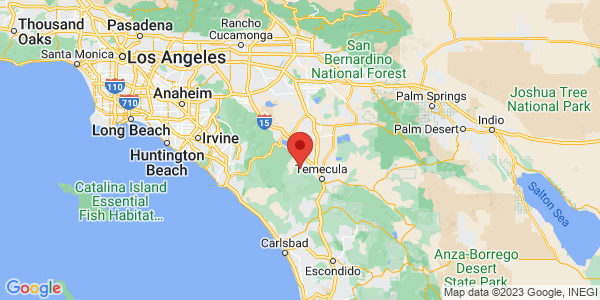 Thousand
Oaks
Pasadena
Rancho
Cucamonga
Santa Monica
Los Angeles
San
Bernardino
National Forest
110
710
Anaheim
15
Palm Springs
Joshua Tree
National Park
Long Beach
Irvine
Palm Desert
Indio
Huntington
Beach
Temecula
Catalina Island
Essential
Fish Habitat...
Salton Sea
Carlsbad
Escondido
Anza-Borrego
Desert
State Park
Google
Map data ©2023 Google, INEGI